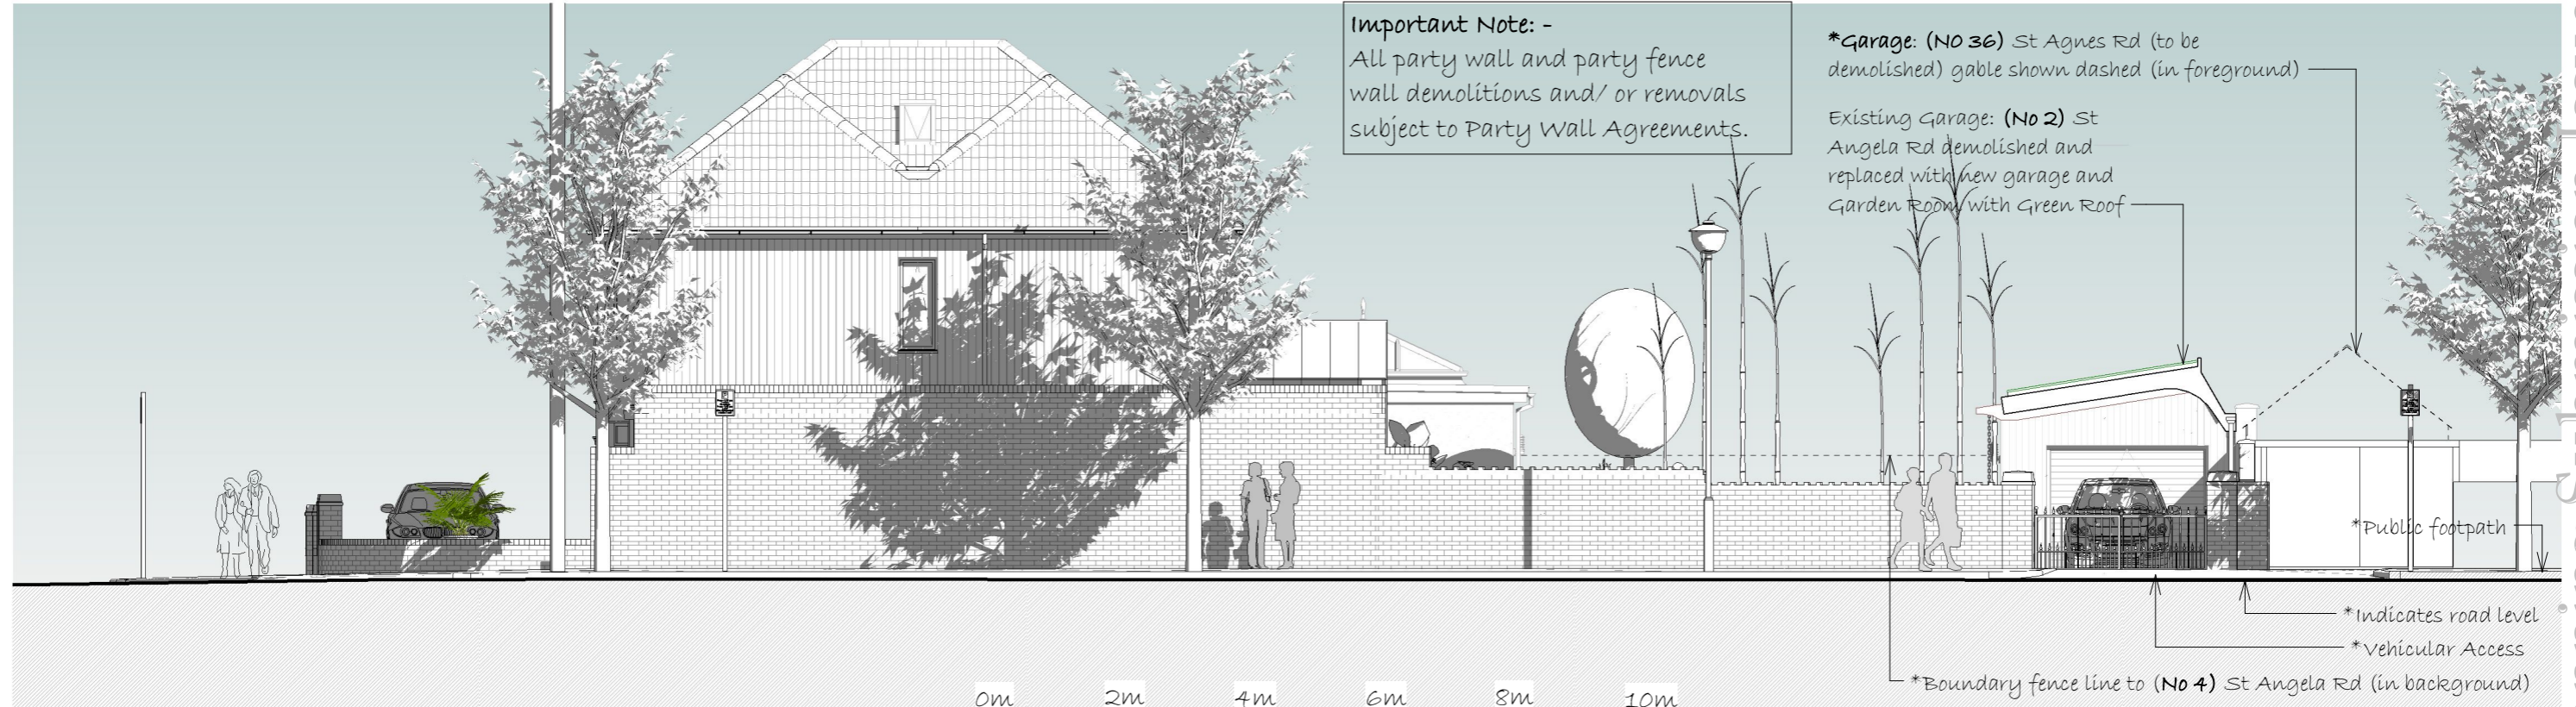 Important Note: -
All party wall and party fence
wall demolitions and/ or removals
subject to Party Wall Agreements.
*Garage: (NO 36) St Agnes Rd (to be
demolished) gable shown dashed (in foreground)
Existing Garage: (No 2) St
Angela Rd demolished and
replaced with new garage and
Garden Room with Green Roof
*Public footpath
*Indicates road level
*Vehicular Access
*Boundary fence line to (No 4) St Angela Rd (in background)
0m 2m 4m 6m 8m 10m